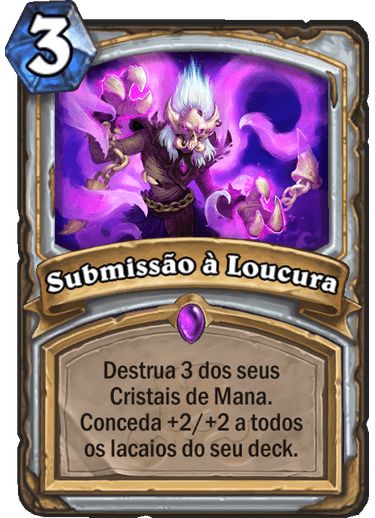 3
Submissão à Loucura
Destrua 3 dos seus
Cristais de Mana.
Conceda +2/+2 a todos
os lacaios do seu deck.